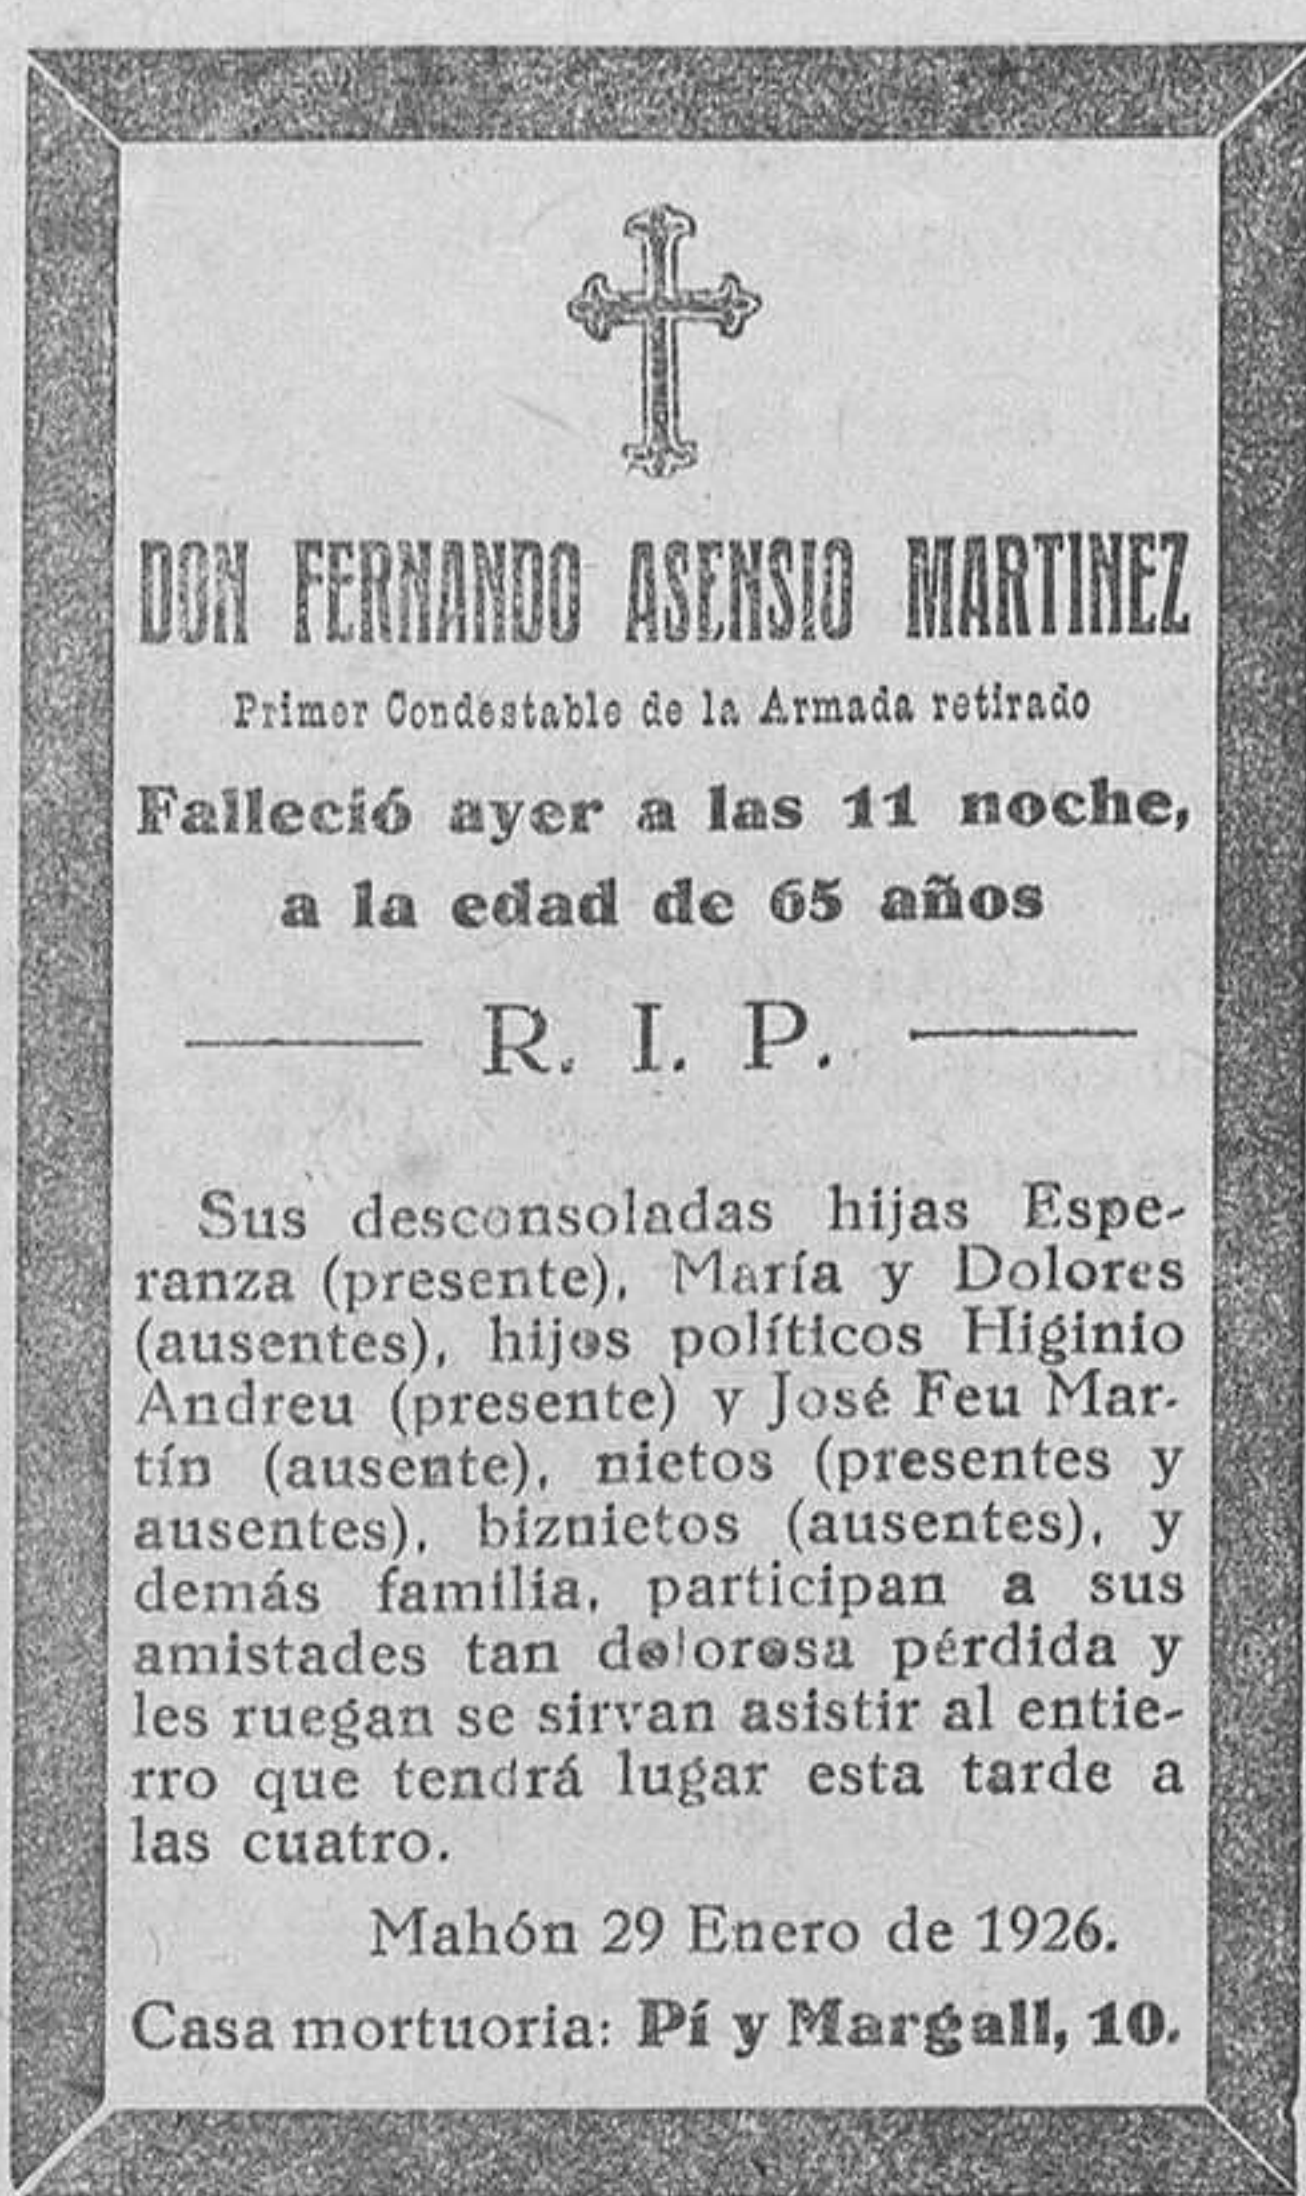 DON FERNANDO ASENSIO MARTINEZ
Primer Condestable de la Armada retirado
Falleció ayer a las 11 noche,
a la edad de 65 años
R. I. P.
Sus desconsoladas hijas Espe-
ranza (presente), María y Dolores
(ausentes), hijos políticos Higinio
Andreu (presente) y José Feu Mar-
tín (ausente), nietos (presentes y
ausentes), biznietos (ausentes), y
demás familia, participan a sus
amistades tan dolorosa pérdida y
les ruegan se sirvan asistir al entie-
rro que tendrá lugar esta tarde a
las cuatro.
Mahón 29 Enero de 1926.
Casa mortuoria: Pí y Margall, 10.